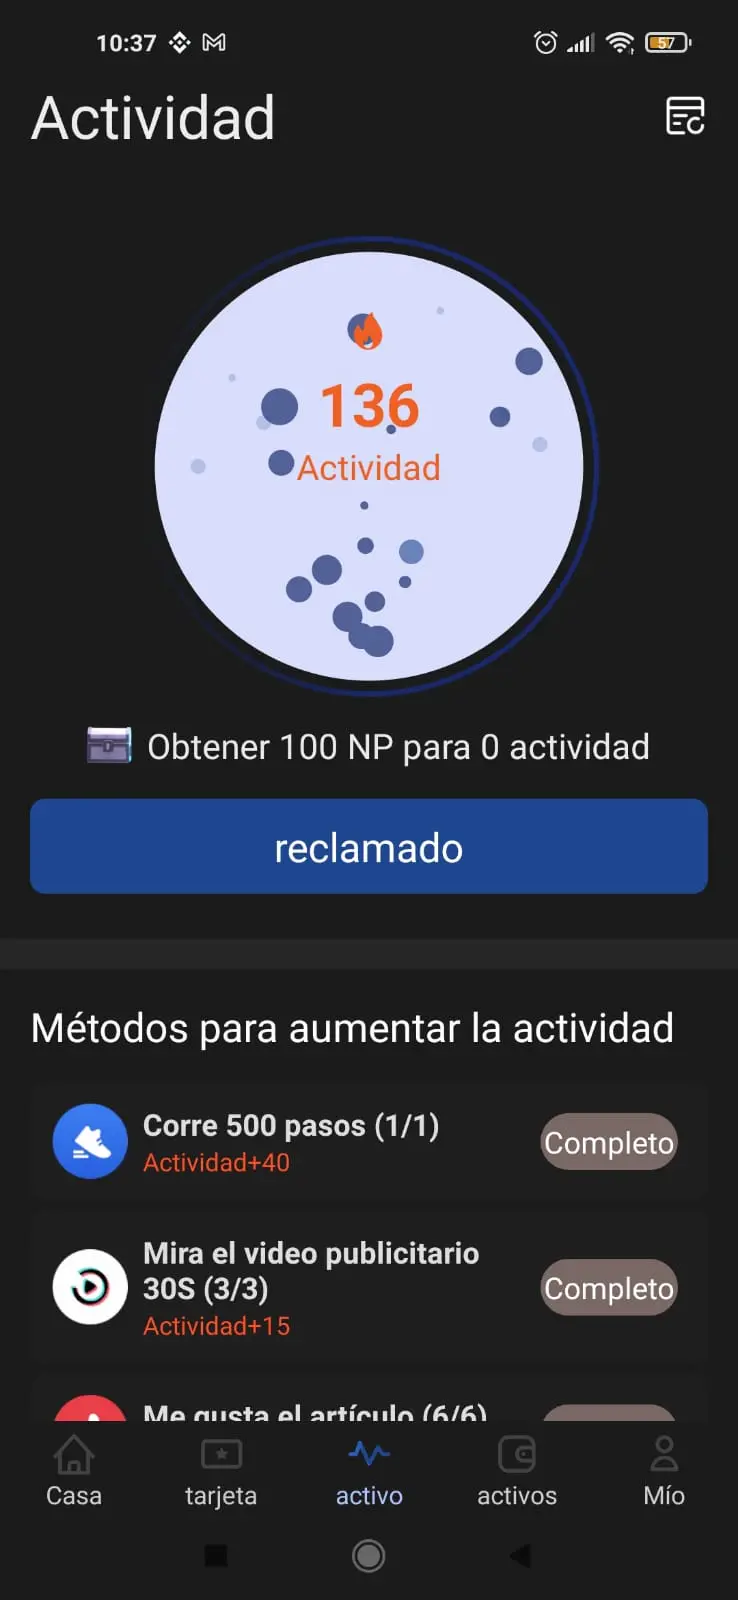 10:37
57
Actividad
136
Actividad
Obtener 100 NP para 0 actividad
reclamado
Métodos para aumentar la actividad
Corre 500 pasos (1/1)
Actividad+40
Completo
Mira el video publicitario
30S (3/3)
Actividad+15
Completo
Me gusta el artículo (6/6)
Casa
tarjeta
activo
activos
Mío